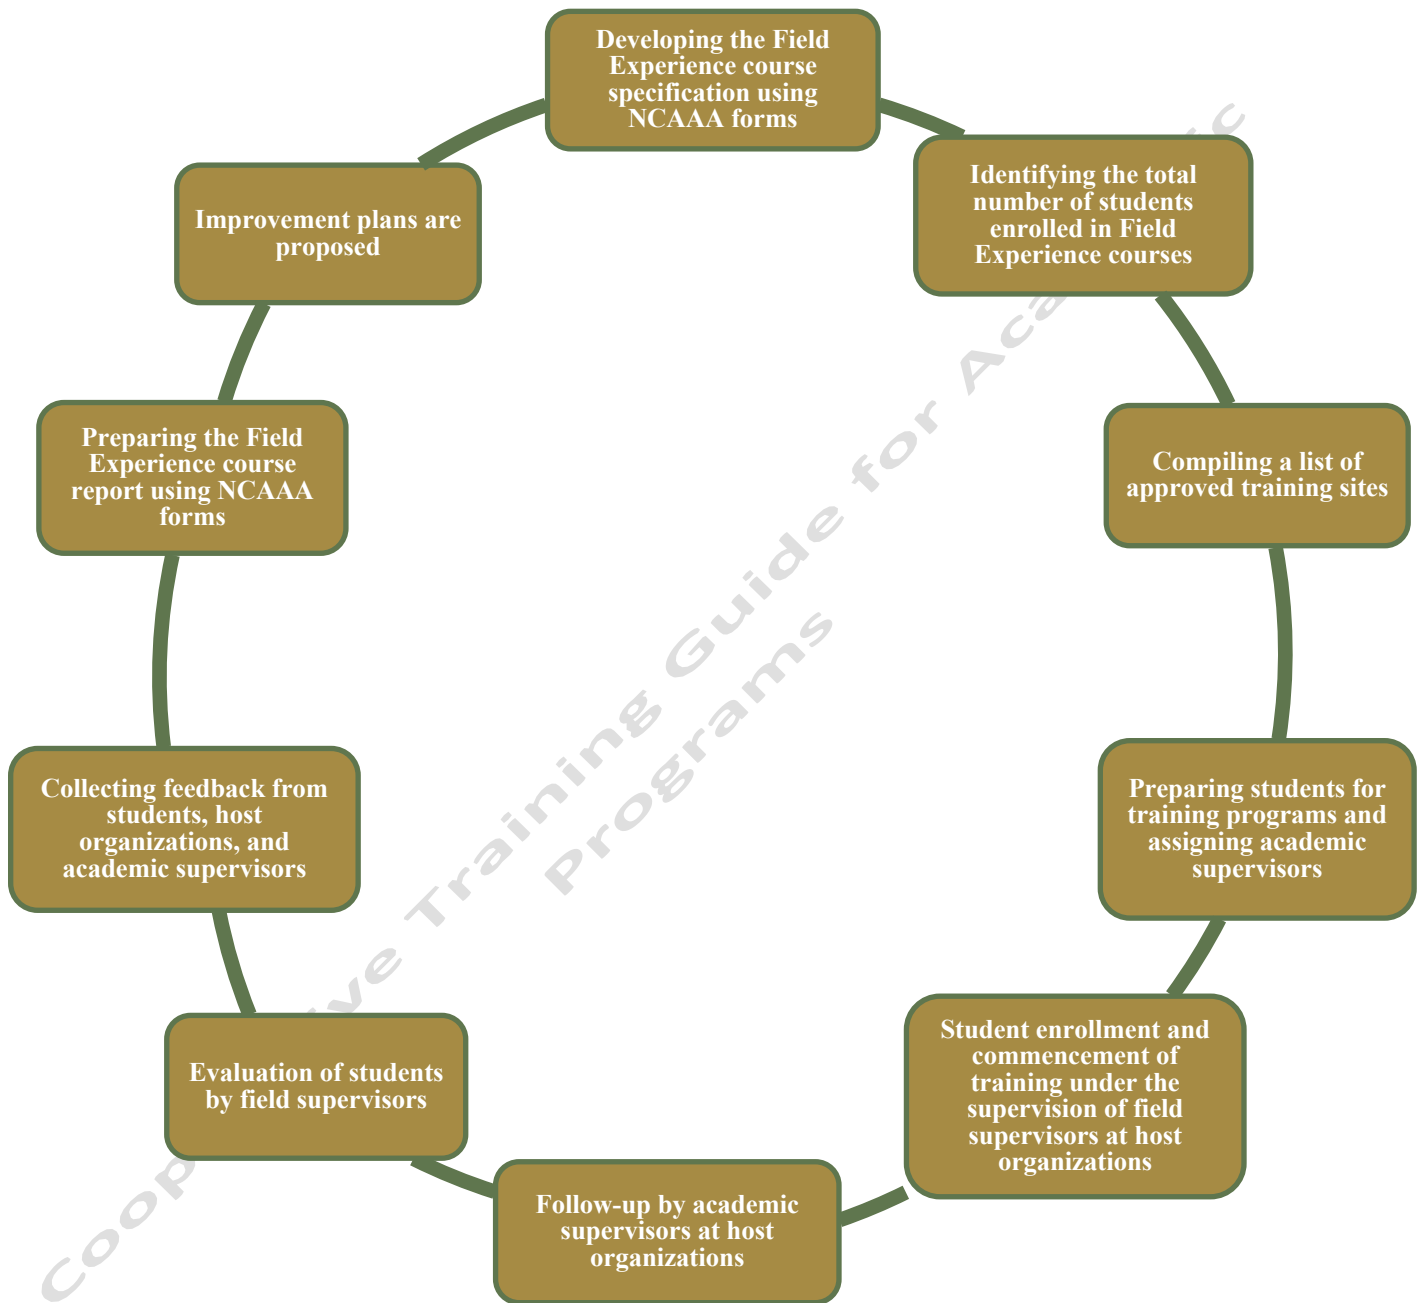 Developing the Field
Experience course
specification using
NCAAA forms
Identifying the total
number of students
enrolled in Field
Experience courses
Compiling a list of
approved training sites
Preparing students for
training programs and
assigning academic
supervisors
Student enrollment and
commencement of
training under the
supervision of field
supervisors at host
organizations
Follow-up by academic
supervisors at host
organizations
Evaluation of students
by field supervisors
Collecting feedback from
students, host
organizations, and
academic supervisors
Preparing the Field
Experience course
report using NCAAA
forms
Improvement plans are
proposed
Training Guide for
Programs